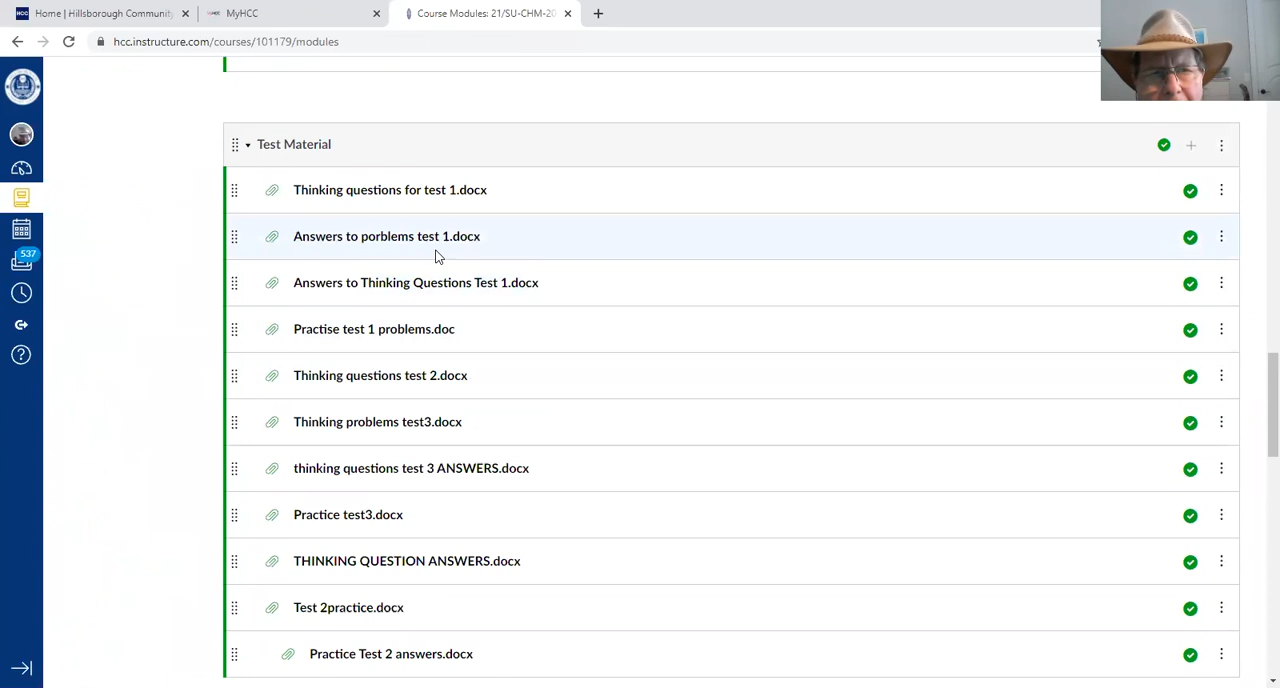 Home | Hillsborough Community
MyHCC
Course Modules: 21/SU-CHM-20
hcc.instructure.com/courses/101179/modules
Test Material
Thinking questions for test 1.docx
Answers to porblems test 1.docx
Answers to Thinking Questions Test 1.docx
Practise test 1 problems.doc
Thinking questions test 2.docx
537
Thinking problems test3.docx
thinking questions test 3 ANSWERS.docx
Practice test3.docx
THINKING QUESTION ANSWERS.docx
Test 2practice.docx
Practice Test 2 answers.docx